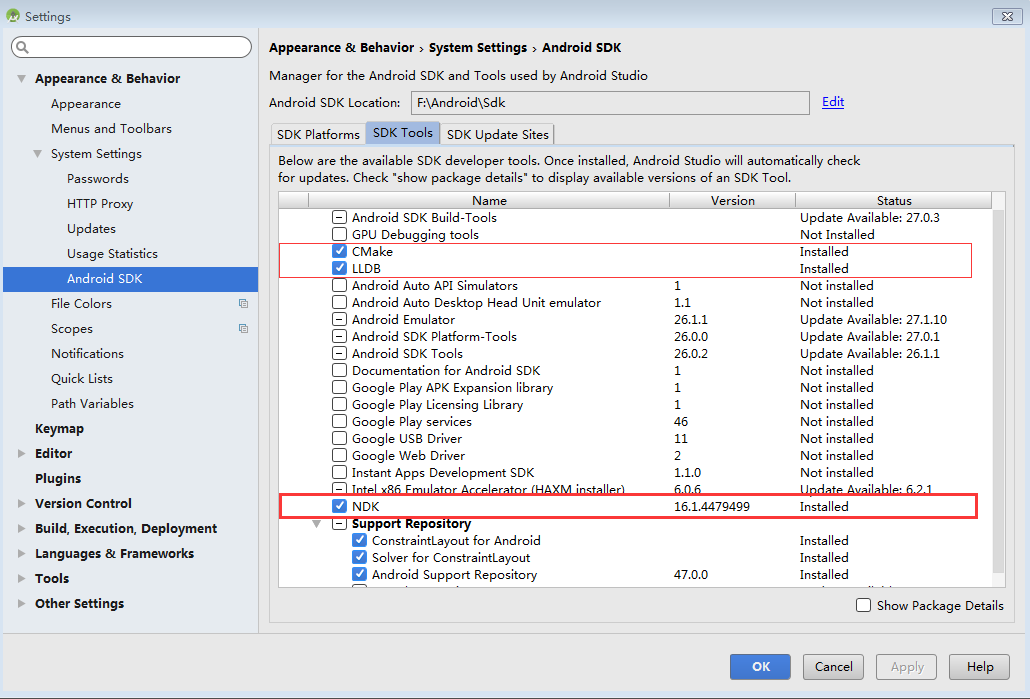 Settings
Appearance & Behavior
Appearance
Menus and Toolbars
System Settings
Passwords
HTTP Proxy
Updates
Usage Statistics
Android SDK
File Colors
Scopes
Notifications
Quick Lists
Path Variables
Keymap
Editor
Plugins
Version Control
Build, Execution, Deployment
Languages & Frameworks
Tools
Other Settings
Appearance & Behavior › System Settings › Android SDK
Manager for the Android SDK and Tools used by Android Studio
Android SDK Location: F:\Android\Sdk Edit
SDK Platforms SDK Tools SDK Update Sites
Below are the available SDK developer tools. Once installed, Android Studio will automatically check
for updates. Check "show package details" to display available versions of an SDK Tool.
Name Version Status
Android SDK Build-Tools Update Available: 27.0.3
GPU Debugging tools Not Installed
CMake Installed
LLDB Installed
Android Auto API Simulators 1 Not installed
Android Auto Desktop Head Unit emulator 1.1 Not installed
Android Emulator 26.1.1 Update Available: 27.1.10
Android SDK Platform-Tools 26.0.0 Update Available: 27.0.1
Android SDK Tools 26.0.2 Update Available: 26.1.1
Documentation for Android SDK 1 Not installed
Google Play APK Expansion library 1 Not installed
Google Play Licensing Library 1 Not installed
Google Play services 46 Not installed
Google USB Driver 11 Not installed
Google Web Driver 2 Not installed
Instant Apps Development SDK 1.1.0 Not installed
Intel x86 Emulator Accelerator (HAXM installer) 6.0.6 Update Available: 6.2.1
NDK 16.1.4479499 Installed
Support Repository
ConstraintLayout for Android Installed
Solver for ConstraintLayout Installed
Android Support Repository 47.0.0 Installed
Show Package Details
OK Cancel Apply Help